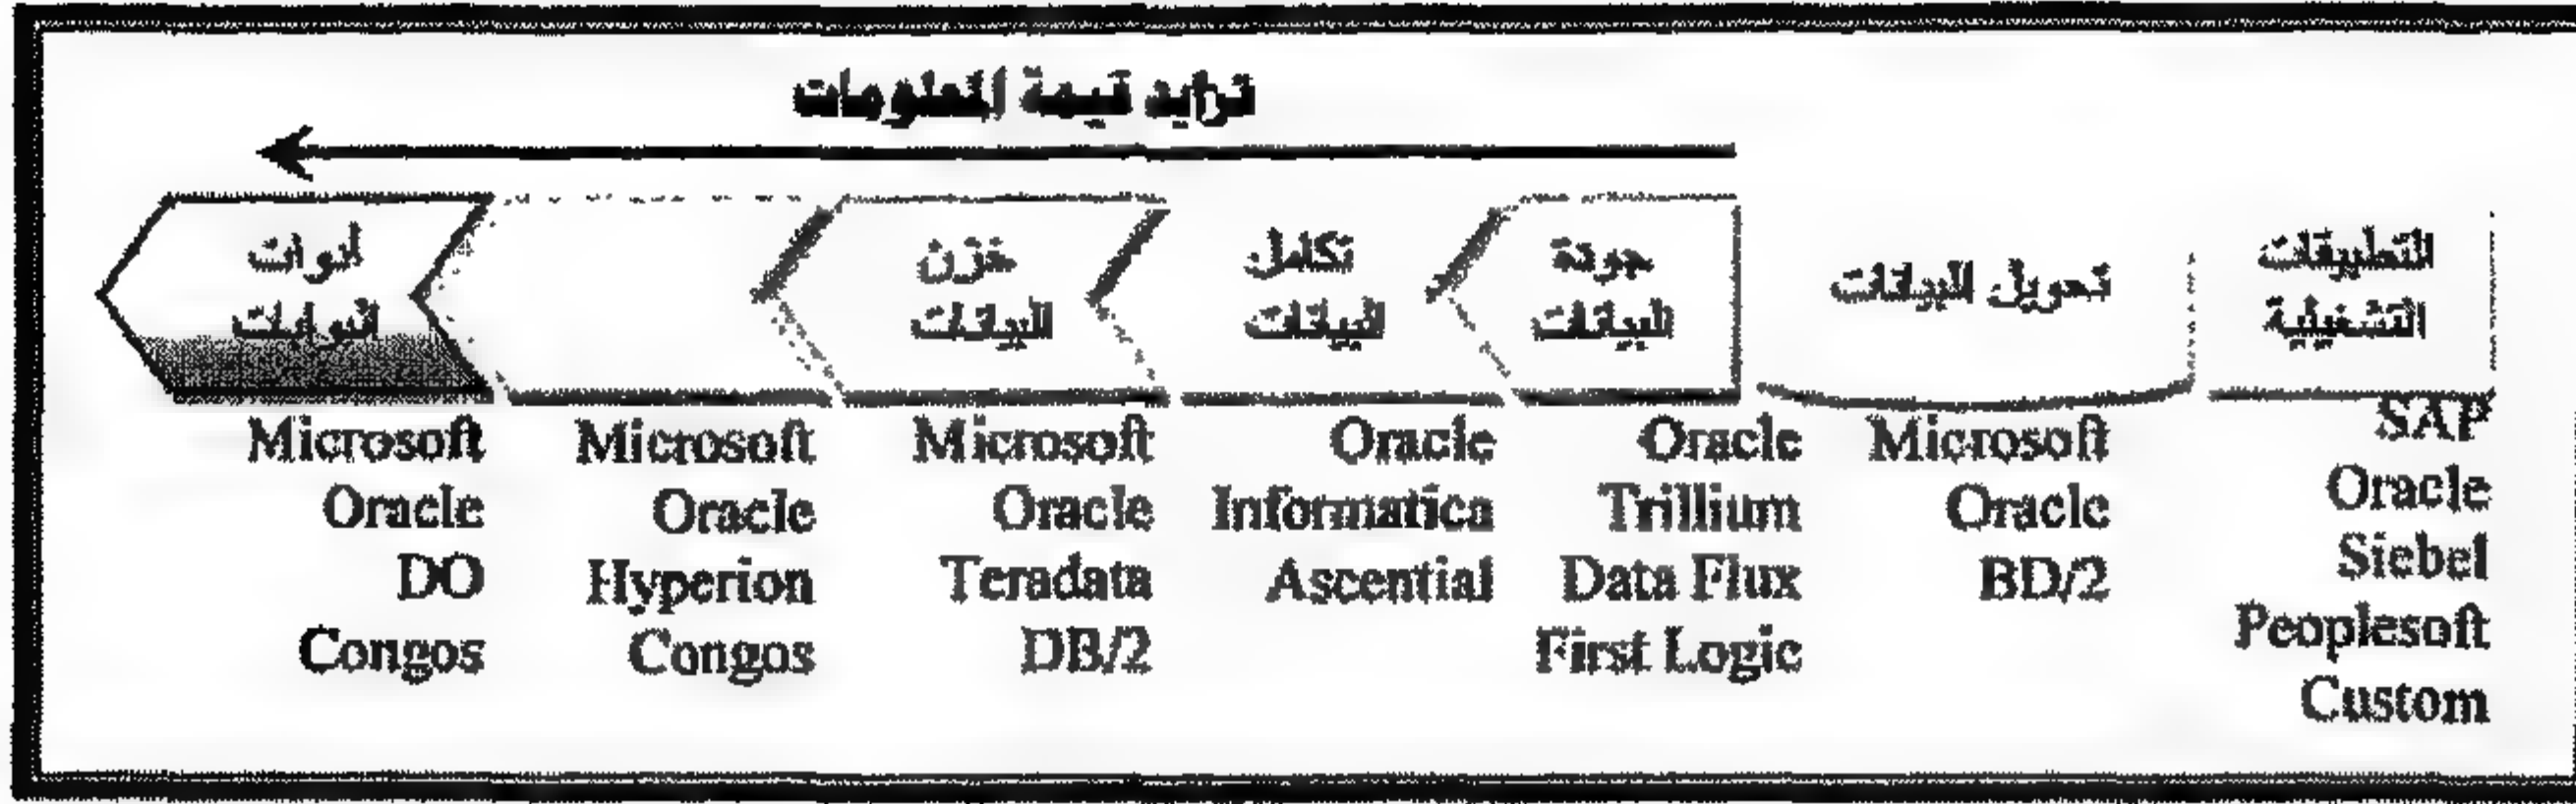 تزايد قيمة المعلومات
التطبيقات
التشغيلية
SAP
Oracle
Siebel
Peoplesoft
Custom
تحويل البيانات
Microsoft
Oracle
BD/2
جودة
البيانات
Oracle
Trillium
Data Flux
First Logic
تكامل
البيانات
Oracle
Informatica
Ascential
خزن
البيانات
Microsoft
Oracle
Teradata
DB/2
Microsoft
Oracle
Hyperion
Congos
ادوات
البوابات
Microsoft
Oracle
DO
Congos